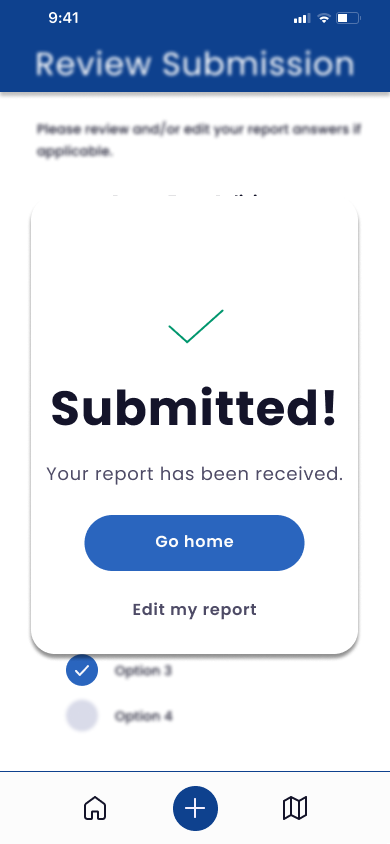 9:41
Review Submission
Please review and/or edit your report answers if
applicable.
Submitted!
Your report has been received.
Go home
Edit my report
Option 3
Option 4